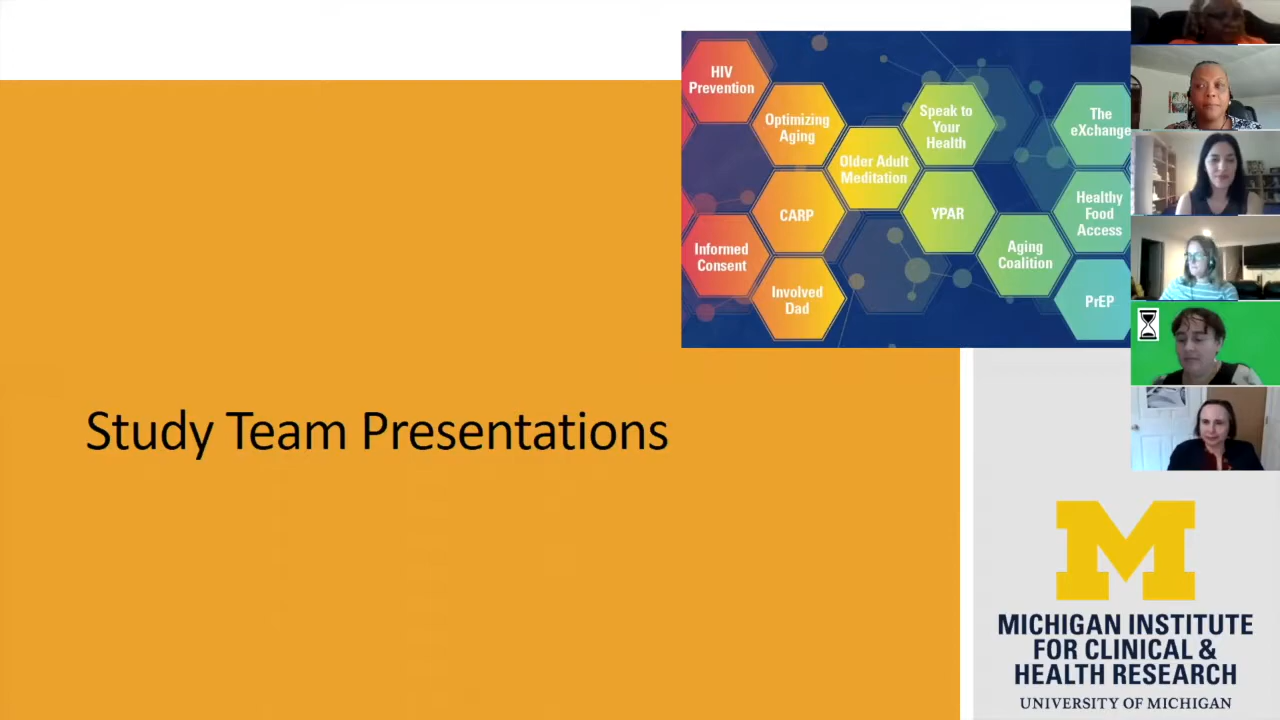 HIV
Prevention
Optimizing
Aging
Older Adult
Meditation
Speak to
Your
Health
The
eXchange
CARP
YPAR
Healthy
Food
Access
Informed
Consent
Involved
Dad
Aging
Coalition
PrEP
Study Team Presentations
M
MICHIGAN INSTITUTE
FOR CLINICAL &
HEALTH RESEARCH
UNIVERSITY OF MICHIGAN